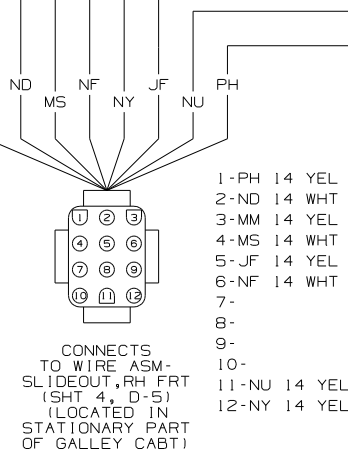 ND
MS
NF
NY
JF
NU
PH
1 2 3
4 5 6
7 8 9
10 11 12
1-PH 14 YEL
2-ND 14 WHT
3-MM 14 YEL
4-MS 14 WHT
5-JF 14 YEL
6-NF 14 WHT
7-
8-
9-
10-
11-NU 14 YEL
12-NY 14 YEL
CONNECTS
TO WIRE ASM-
SLIDEOUT,RH FRT
(SHT 4, D-5)
(LOCATED IN
STATIONARY PART
OF GALLEY CABT)